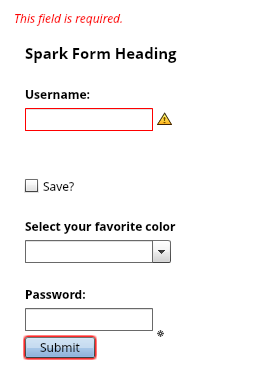 This field is required.
Spark Form Heading
Username:
Save?
Select your favorite color
Password:
Submit